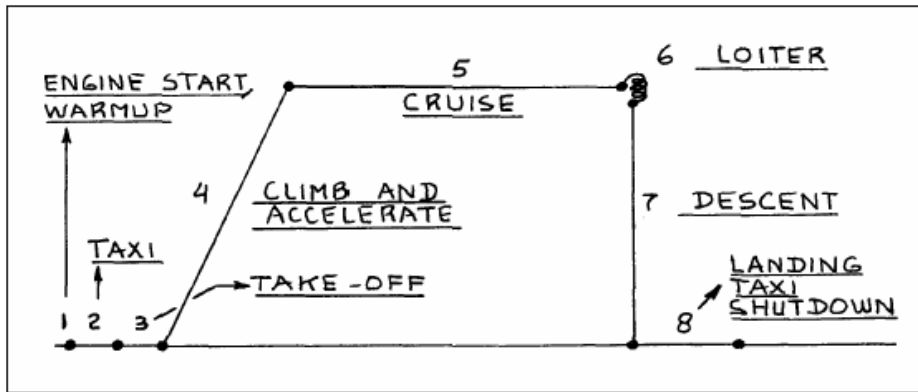 5
6 LOITER
ENGINE START,
WARMUP
CRUISE
4
CLIMB AND
ACCELERATE
7 DESCENT
TAXI
LANDING
TAXI
SHUTDOWN
TAKE-OFF
1 2 3
8